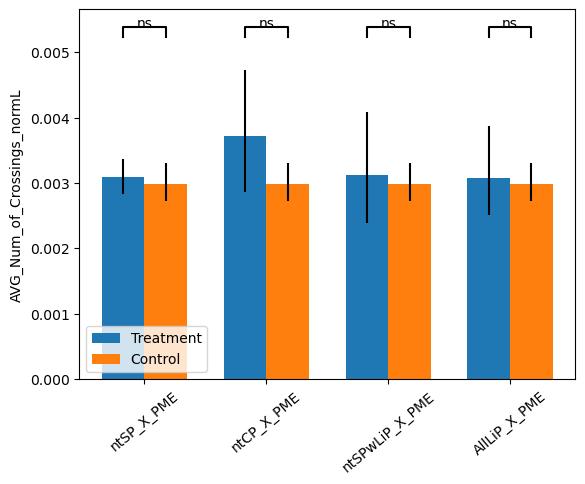 ns ns ns ns
AVG_Num_of_Crossings_normL
0.005
0.004
0.003
0.002
0.001
0.000
Treatment
Control
ntSP_X_PME
ntCP_X_PME
ntSPwLiP_X_PME
AllLiP_X_PME